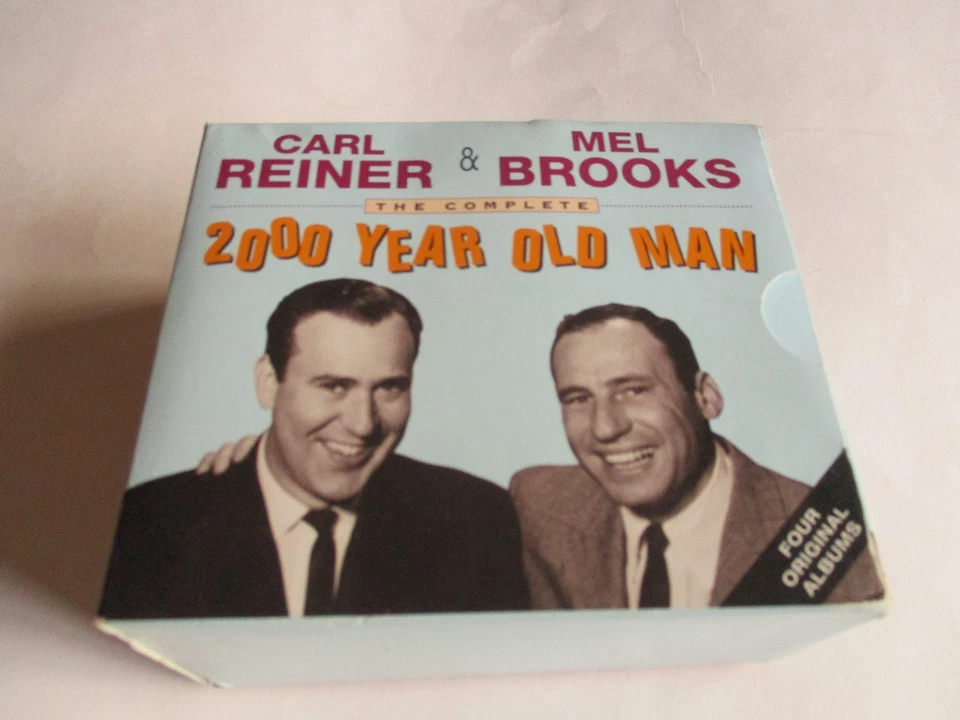 CARL REINER & MEL BROOKS
THE COMPLETE
2000 YEAR OLD MAN
FOUR
ORIGINAL
ALBUMS